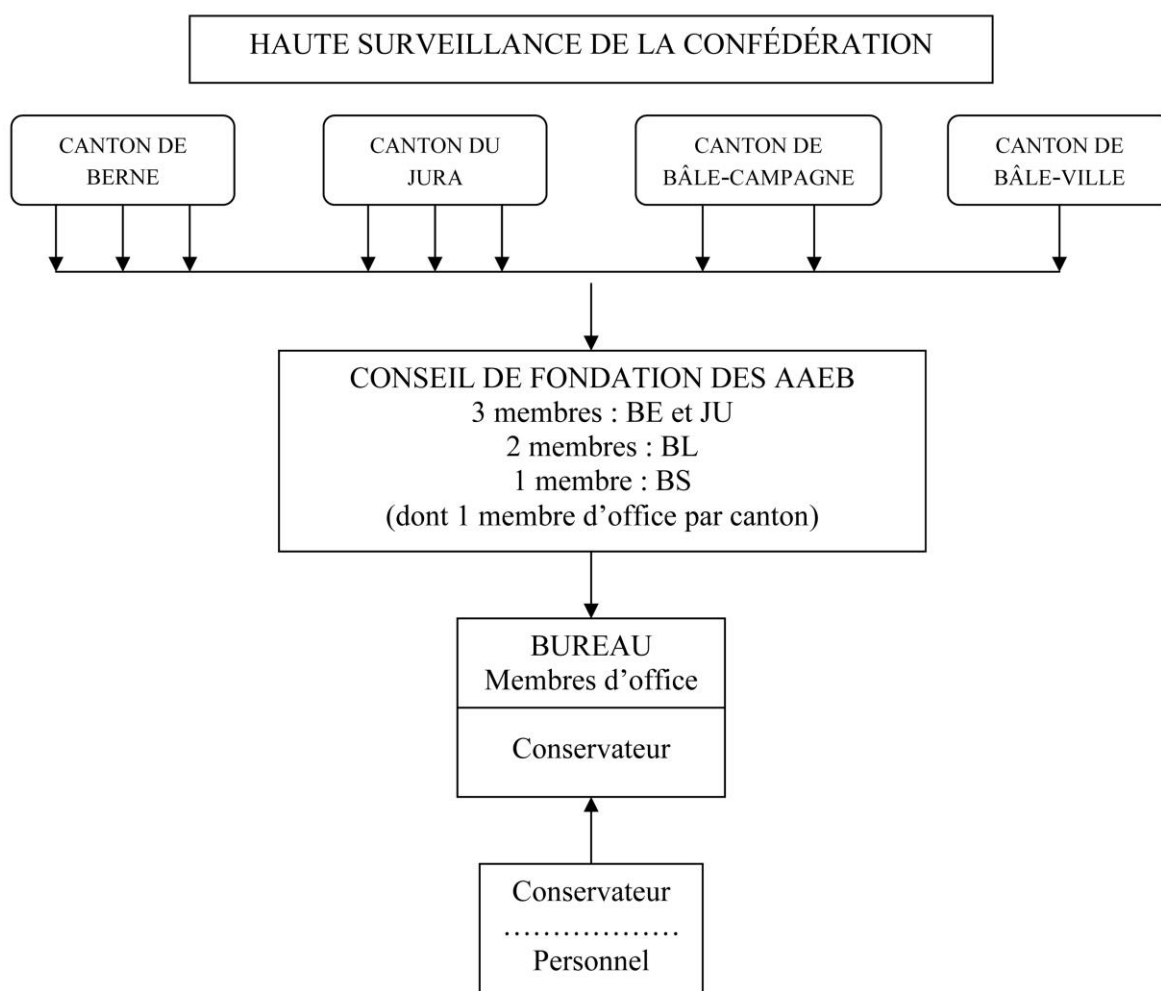 HAUTE SURVEILLANCE DE LA CONFÉDÉRATION
CANTON DE
BERNE
CANTON DU
JURA
CANTON DE
BÂLE-CAMPAGNE
CANTON DE
BÂLE-VILLE
CONSEIL DE FONDATION DES AAEB
3 membres : BE et JU
2 membres : BL
1 membre : BS
(dont 1 membre d’office par canton)
BUREAU
Membres d’office
Conservateur
Conservateur
………………
Personnel